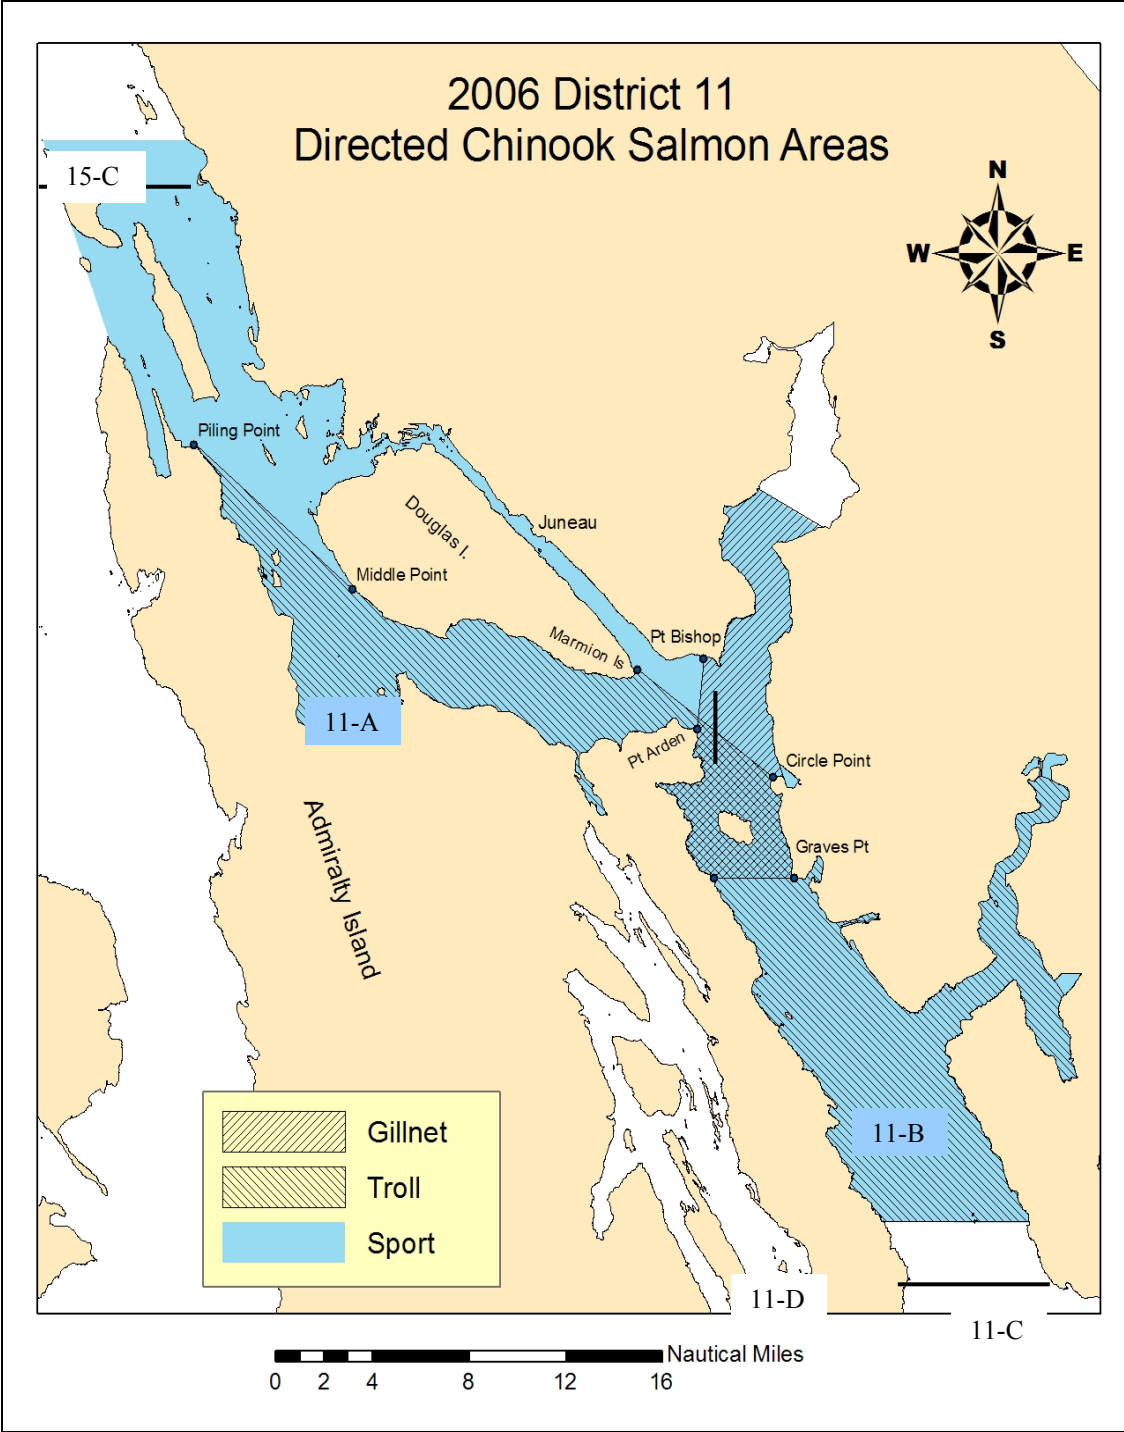 2006 District 11
Directed Chinook Salmon Areas
15-C
N
W
E
S
Piling Point
Douglas I.
Juneau
Middle Point
Marmion Is
Pt Bishop
11-A
Pt Arden
Circle Point
Admiralty Island
Graves Pt
11-B
Gillnet
Troll
Sport
11-D
11-C
Nautical Miles
0 2 4 8 12 16